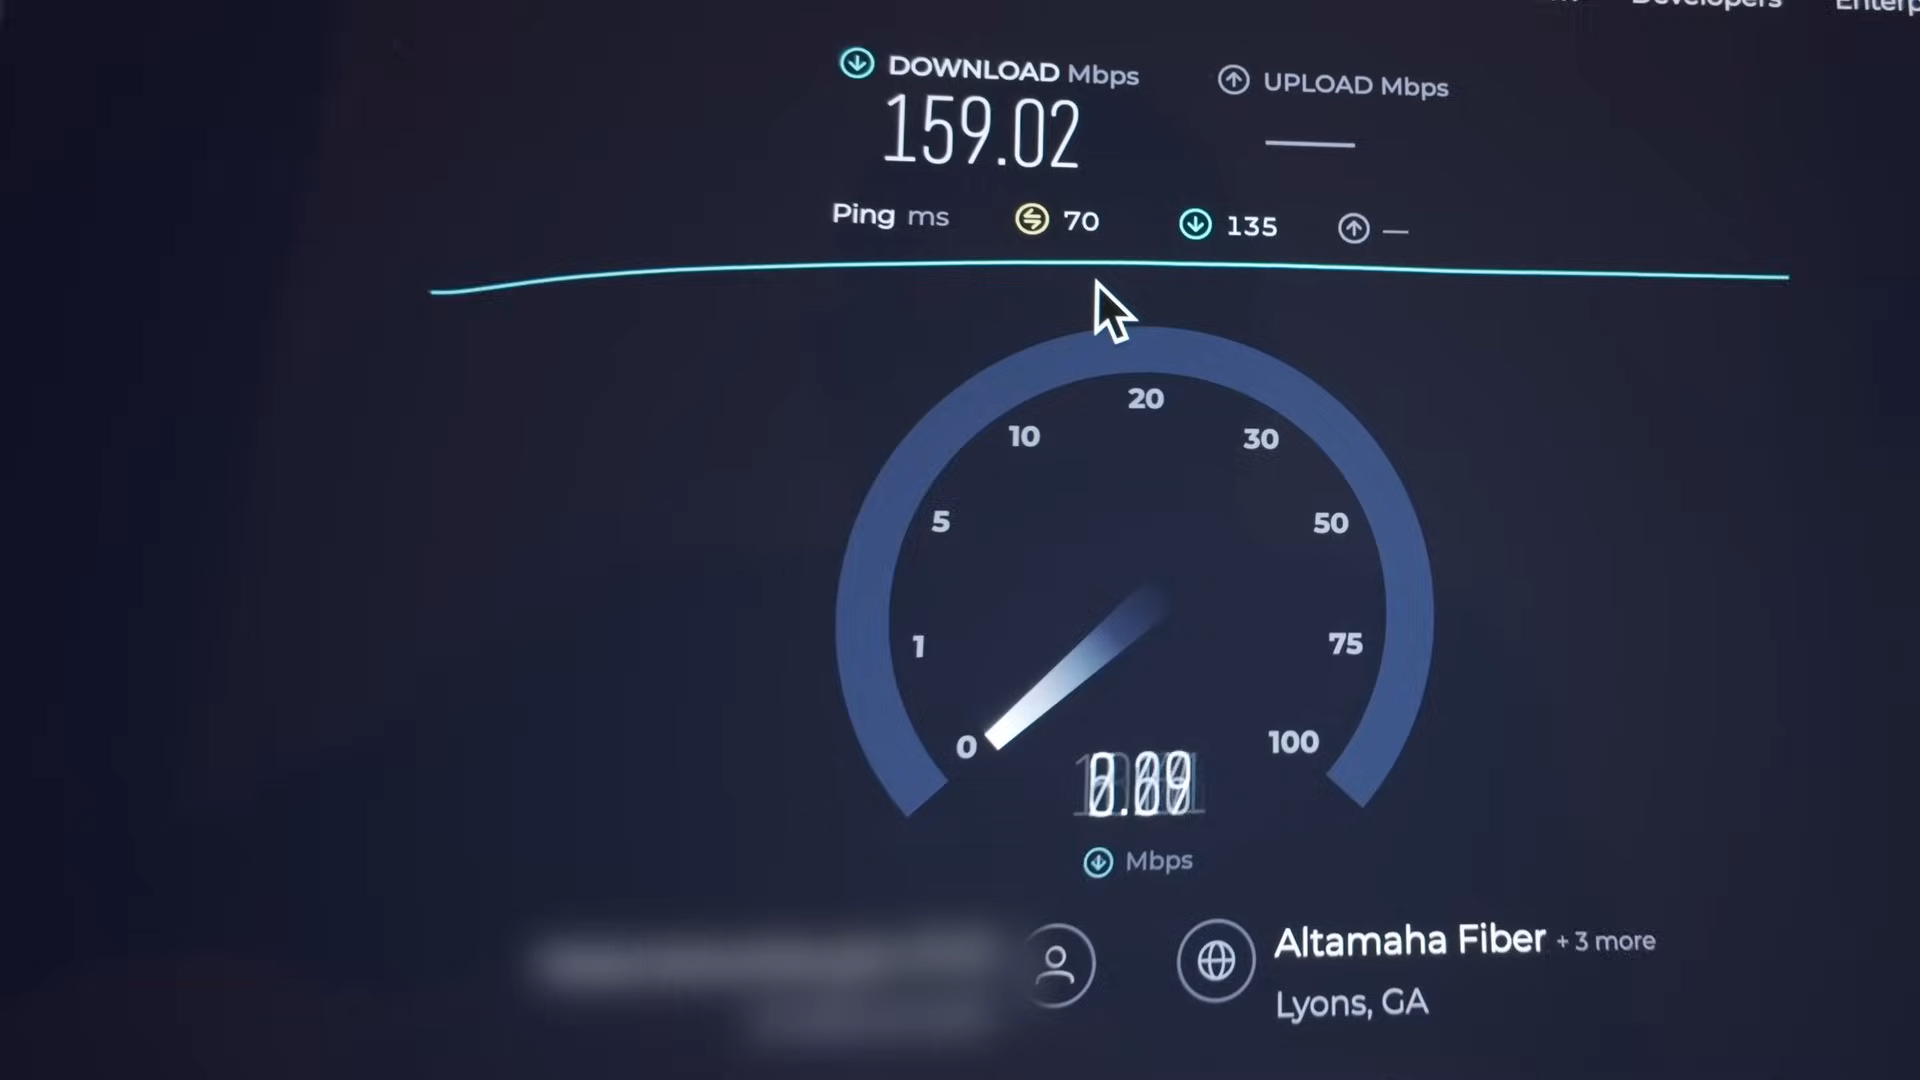 Developers
DOWNLOAD Mbps
159.02
UPLOAD Mbps
—
Ping ms 70 135 —
20
10 30
5 50
1 75
0 100
Mbps
Altamaha Fiber + 3 more
Lyons, GA